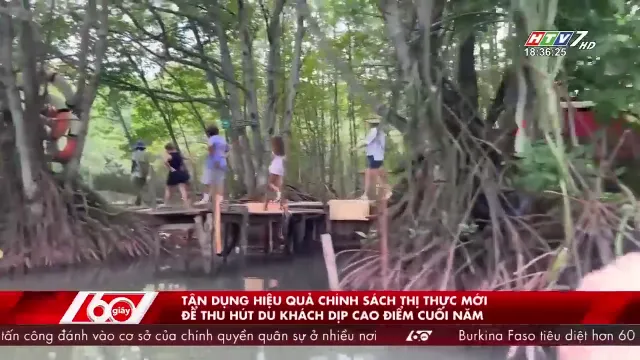 HTV7 HD
18:36:25
60 giây
TẬN DỤNG HIỆU QUẢ CHÍNH SÁCH THỊ THỰC MỚI
ĐỂ THU HÚT DU KHÁCH DỊP CAO ĐIỂM CUỐI NĂM
tấn công đánh vào cơ sở của chính quyền quân sự ở nhiều nơi 60giây Burkina Faso tiêu diệt hơn 60